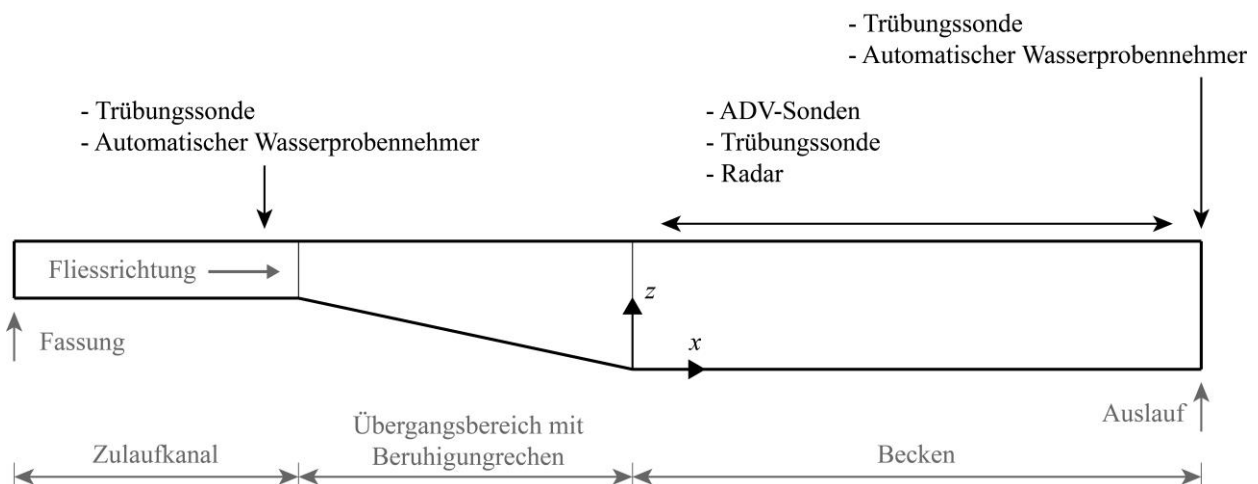 - Trübungssonde
- Automatischer Wasserprobennehmer
- Trübungssonde
- Automatischer Wasserprobennehmer
- ADV-Sonden
- Trübungssonde
- Radar
Fliessrichtung
z
x
Fassung
Auslauf
Zulaufkanal
Übergangsbereich mit
Beruhigungrechen
Becken